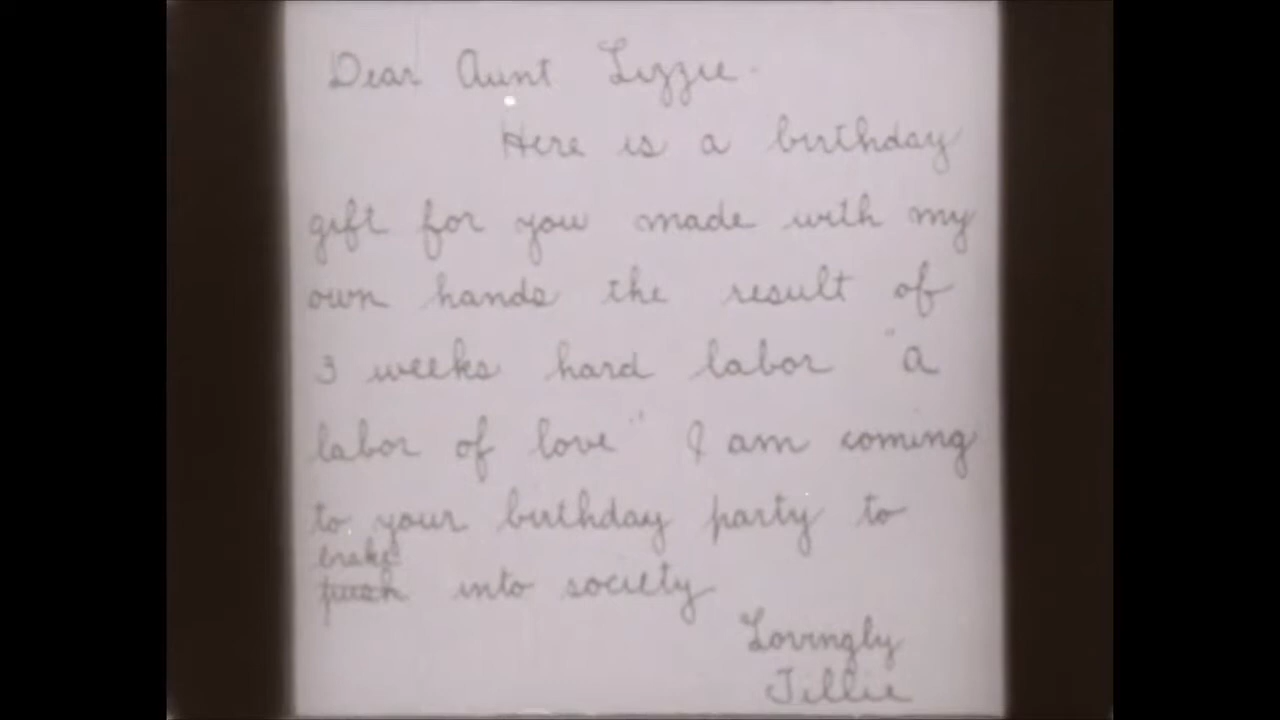 Dear Aunt Lizzie.
Here is a birthday
gift for you made with my
own hands the result of
3 weeks hard labor "a
labor of love" I am coming
to your birthday party to
brake
push into society
Lovingly
Tillie